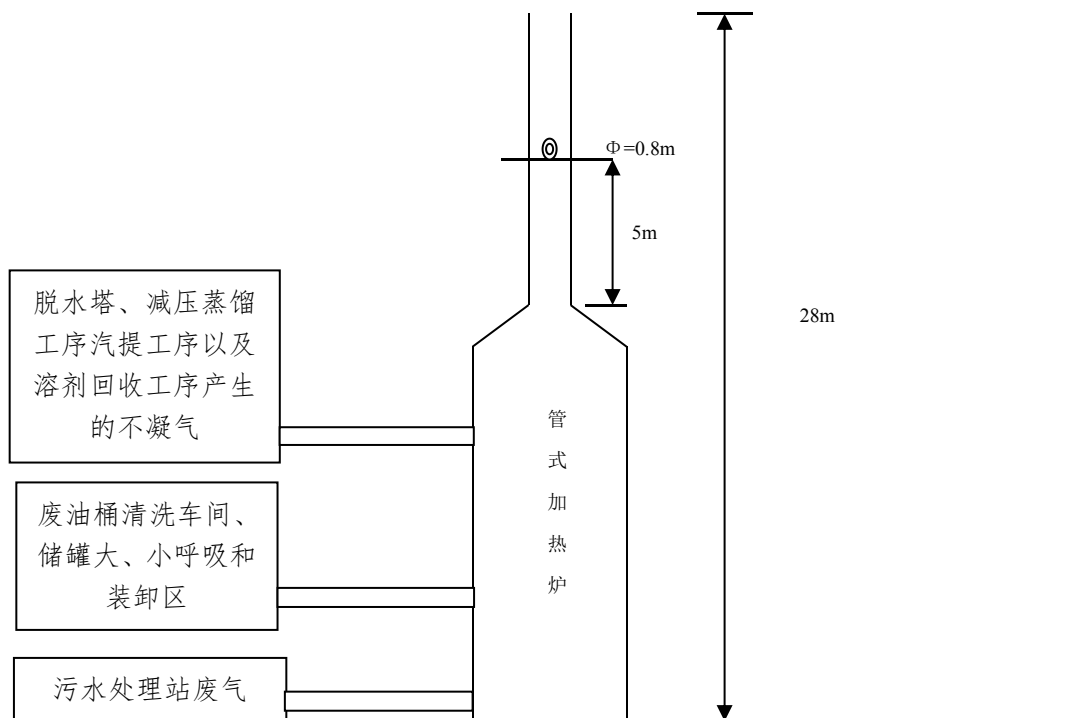 Φ=0.8m
5m
脱水塔、减压蒸馏
工序汽提工序以及
溶剂回收工序产生
的不凝气
28m
管
式
加
热
炉
废油桶清洗车间、
储罐大、小呼吸和
装卸区
污水处理站废气